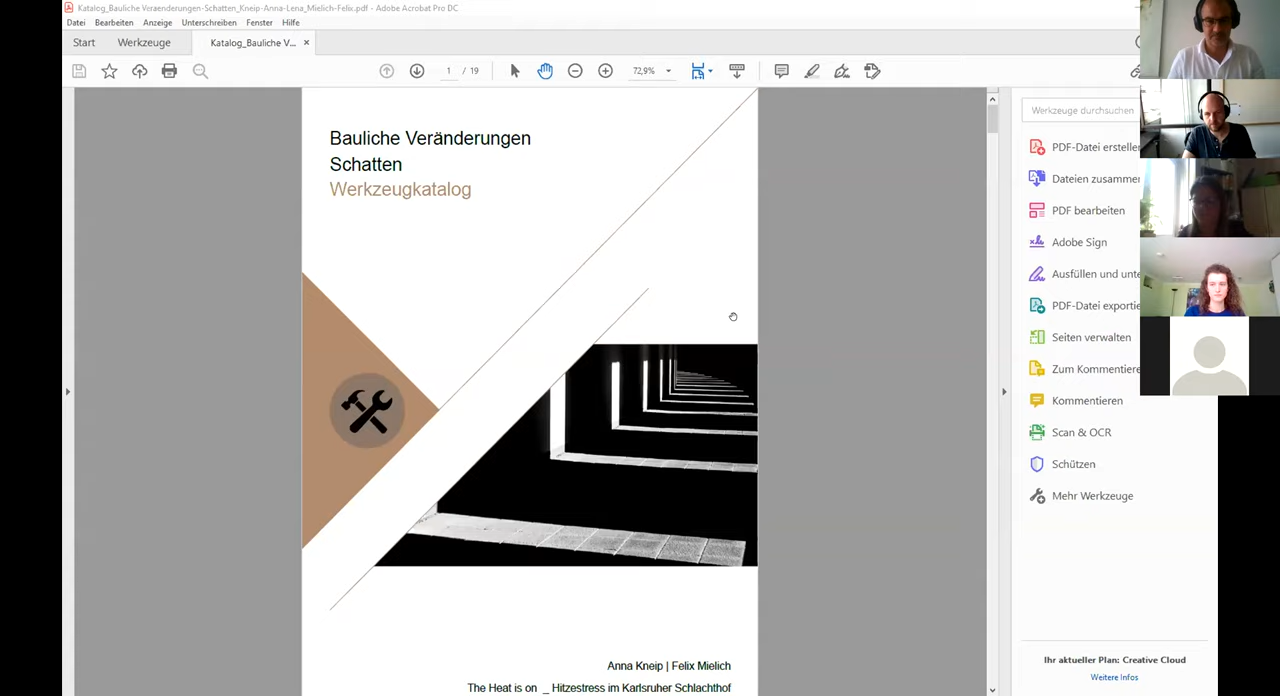 Katalog_Bauliche Veraenderungen-Schatten_Kneip-Anna-Lena_Mielich-Felix.pdf - Adobe Acrobat Pro DC
Datei Bearbeiten Anzeige Unterschreiben Fenster Hilfe
Start Werkzeuge Katalog_Bauliche V... ×
1 / 19 72,9%
Werkzeuge durchsuchen
Bauliche Veränderungen
Schatten
Werkzeugkatalog
PDF-Datei erstellen
Dateien zusammen
PDF bearbeiten
Adobe Sign
Ausfüllen und unte
PDF-Datei exportie
Seiten verwalten
Zum Kommentiere
Kommentieren
Scan & OCR
Schützen
Mehr Werkzeuge
Anna Kneip | Felix Mielich
The Heat is on _ Hitzestress im Karlsruher Schlachthof
Ihr aktueller Plan: Creative Cloud
Weitere Infos